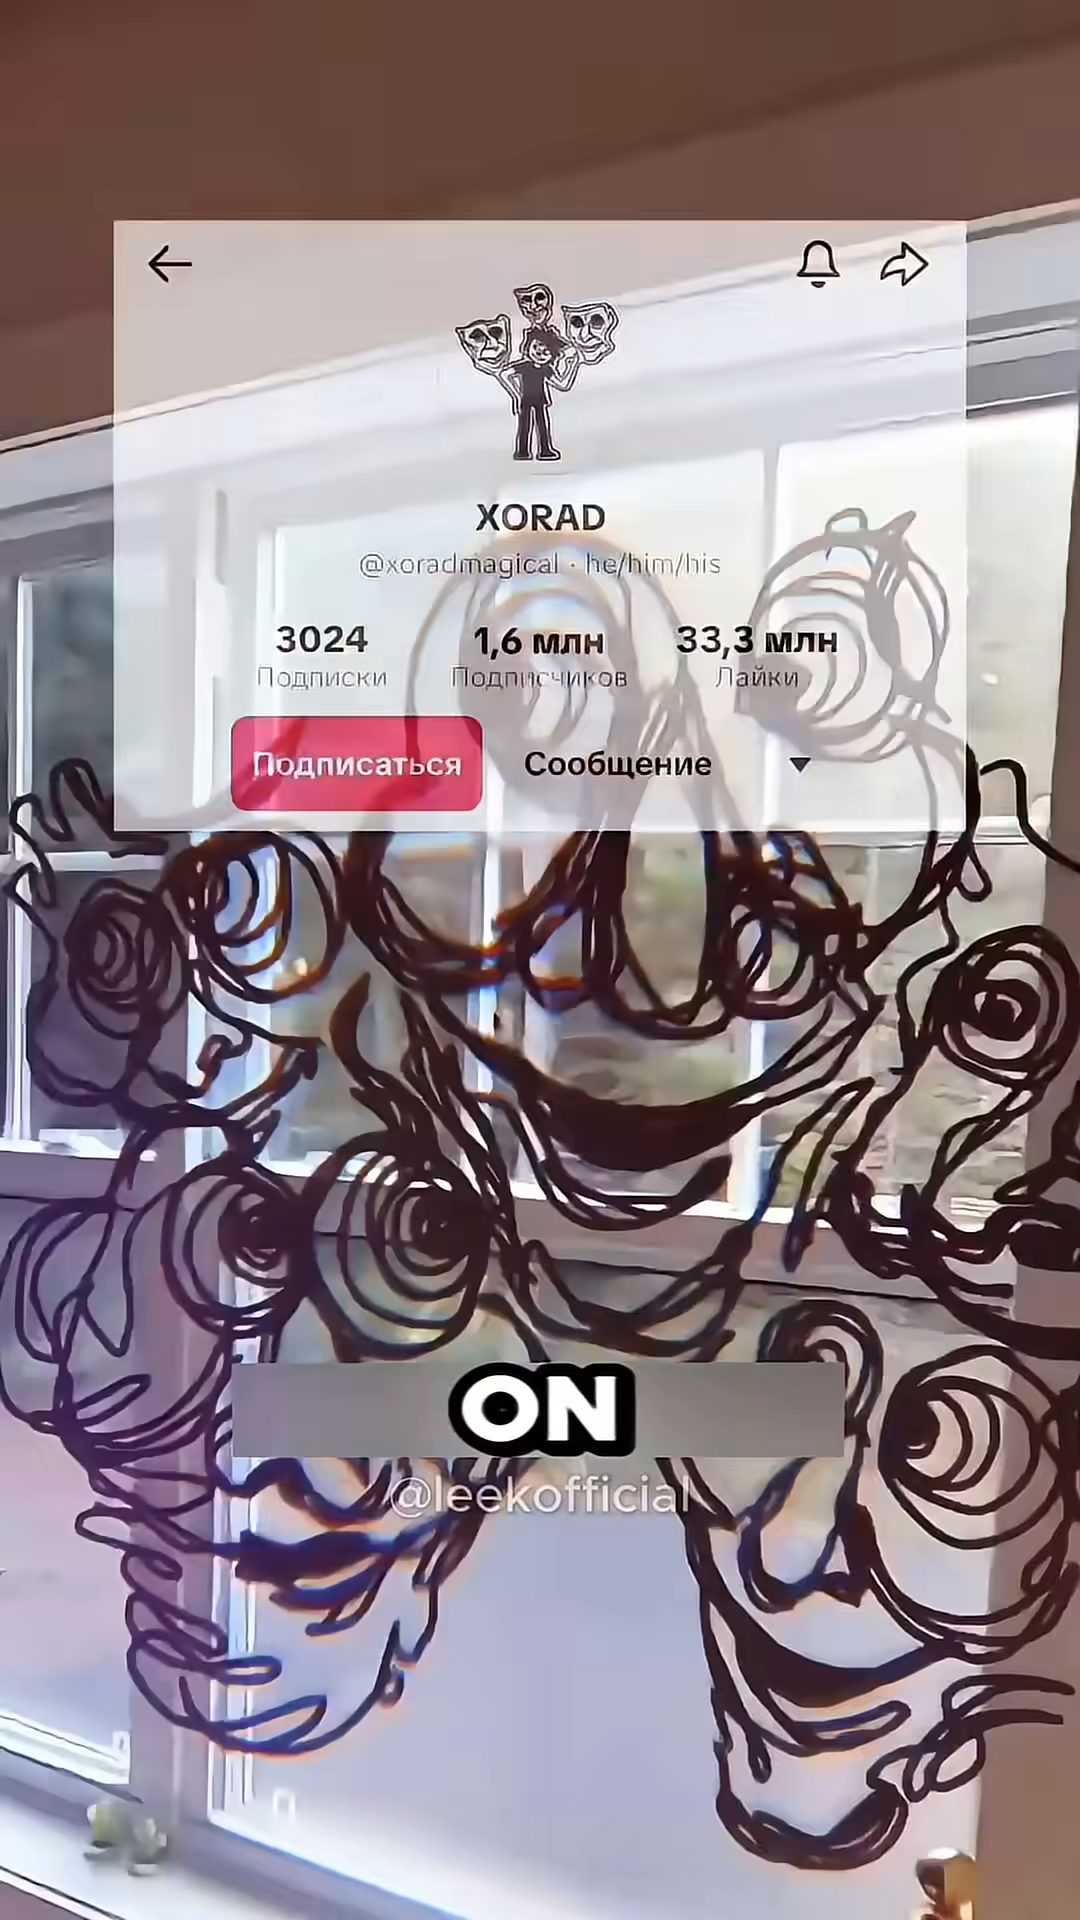 XORAD
@xoradmagical · he/him/his
3024 1,6 млн 33,3 млн
Подписки Подписчиков Лайки
Подписаться Сообщение
ON
@leekofficial